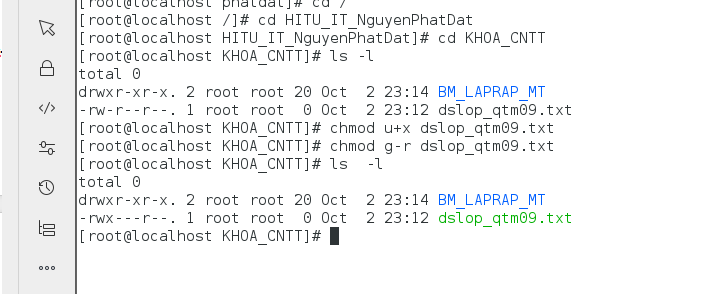 [root@localhost phatdat]# cd /
[root@localhost /]# cd HITU_IT_NguyenPhatDat
[root@localhost HITU_IT_NguyenPhatDat]# cd KHOA_CNTT
[root@localhost KHOA_CNTT]# ls -l
total 0
drwxr-xr-x. 2 root root 20 Oct  2 23:14 BM_LAPRAP_MT
-rw-r--r--. 1 root root  0 Oct  2 23:12 dslop_qtm09.txt
[root@localhost KHOA_CNTT]# chmod u+x dslop_qtm09.txt
[root@localhost KHOA_CNTT]# chmod g-r dslop_qtm09.txt
[root@localhost KHOA_CNTT]# ls  -l
total 0
drwxr-xr-x. 2 root root 20 Oct  2 23:14 BM_LAPRAP_MT
-rwx---r--. 1 root root  0 Oct  2 23:12 dslop_qtm09.txt
[root@localhost KHOA_CNTT]#